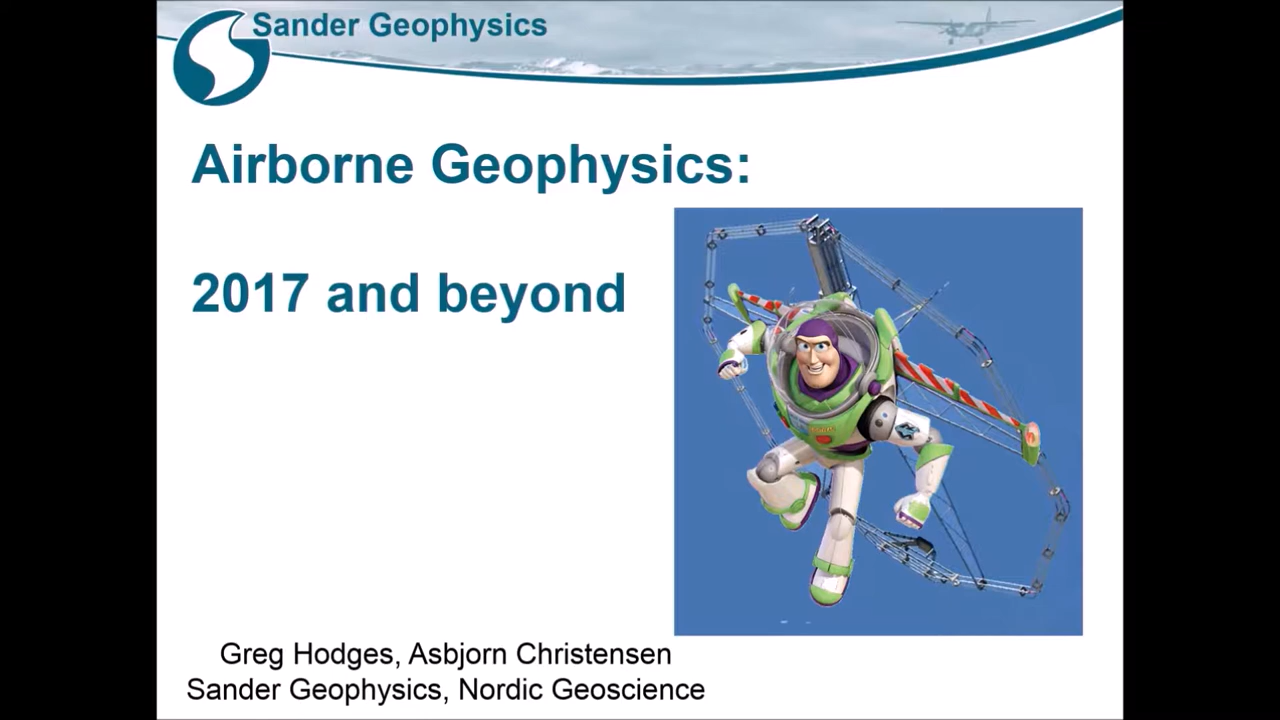 Sander Geophysics
Airborne Geophysics:
2017 and beyond
Greg Hodges, Asbjorn Christensen
Sander Geophysics, Nordic Geoscience